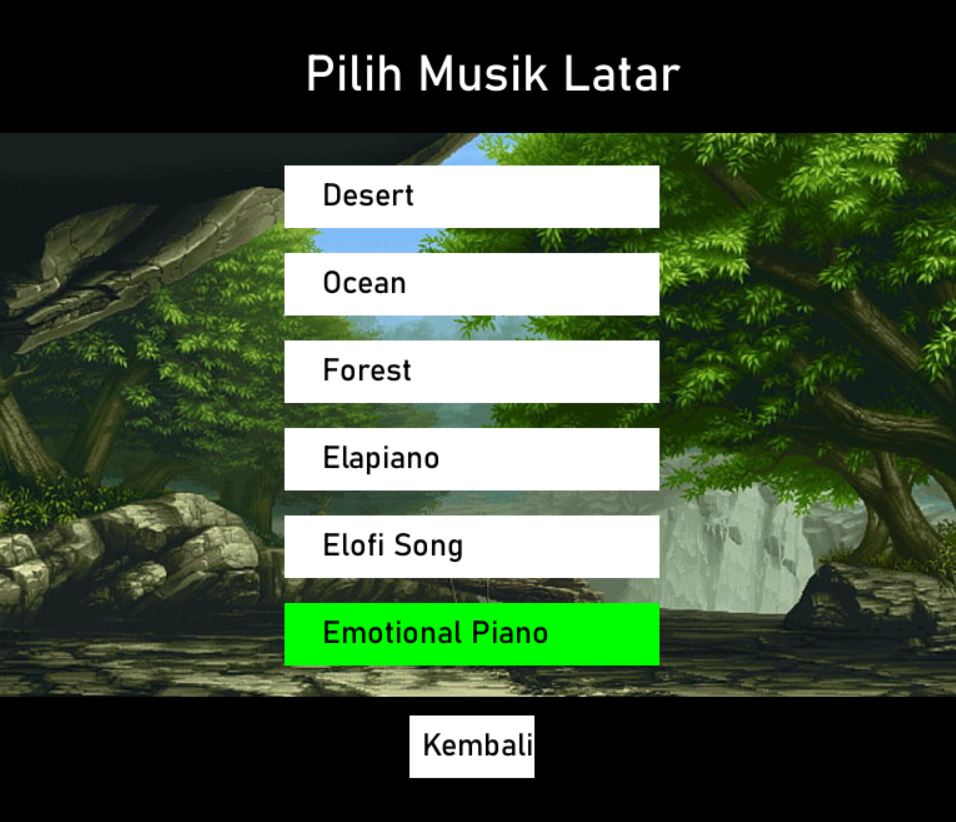 Pilih Musik Latar
Desert
Ocean
Forest
Elapiano
Elofi Song
Emotional Piano
Kembali